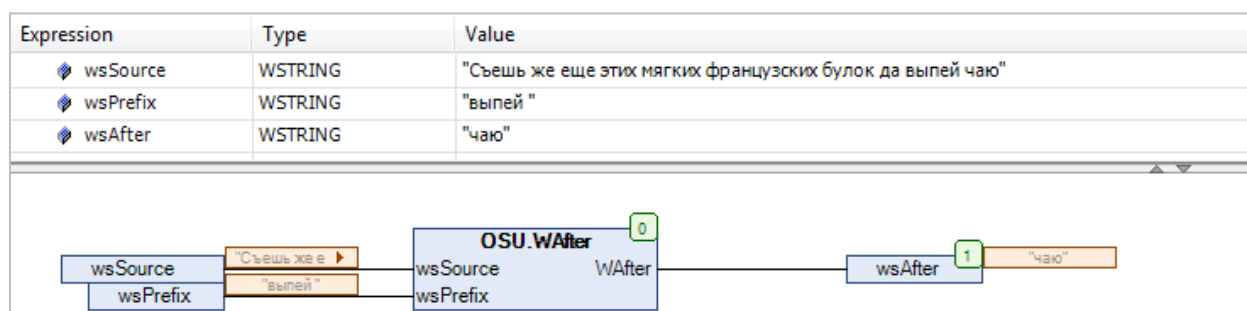 Expression Type Value
wsSource WSTRING "Съешь же еще этих мягких французских булок да выпей чаю"
wsPrefix WSTRING "выпей "
wsAfter WSTRING "чаю"
OSU.WAfter 0
wsSource "Съешь же е wsSource WAfter wsAfter 1 "чаю"
wsPrefix "выпей " wsPrefix